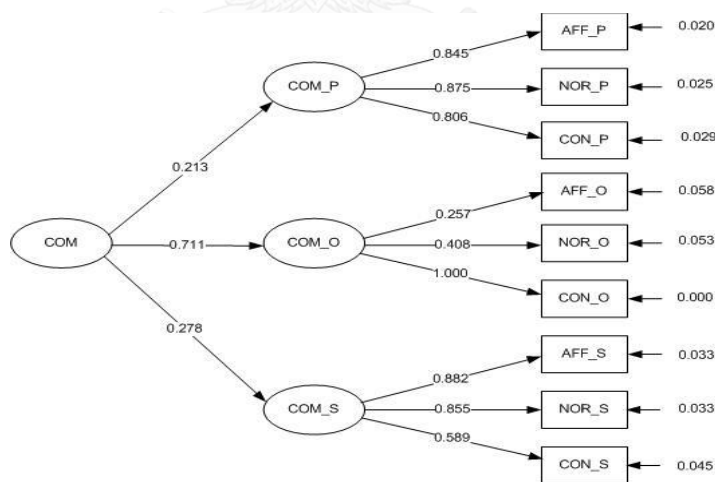 AFF_P 0.020
0.845
COM_P 0.875 NOR_P 0.025
0.806
CON_P 0.029
0.213
AFF_O 0.058
0.257
COM 0.711 COM_O 0.408 NOR_O 0.053
1.000
CON_O 0.000
0.278
AFF_S 0.033
0.882
COM_S 0.855 NOR_S 0.033
0.589
CON_S 0.045